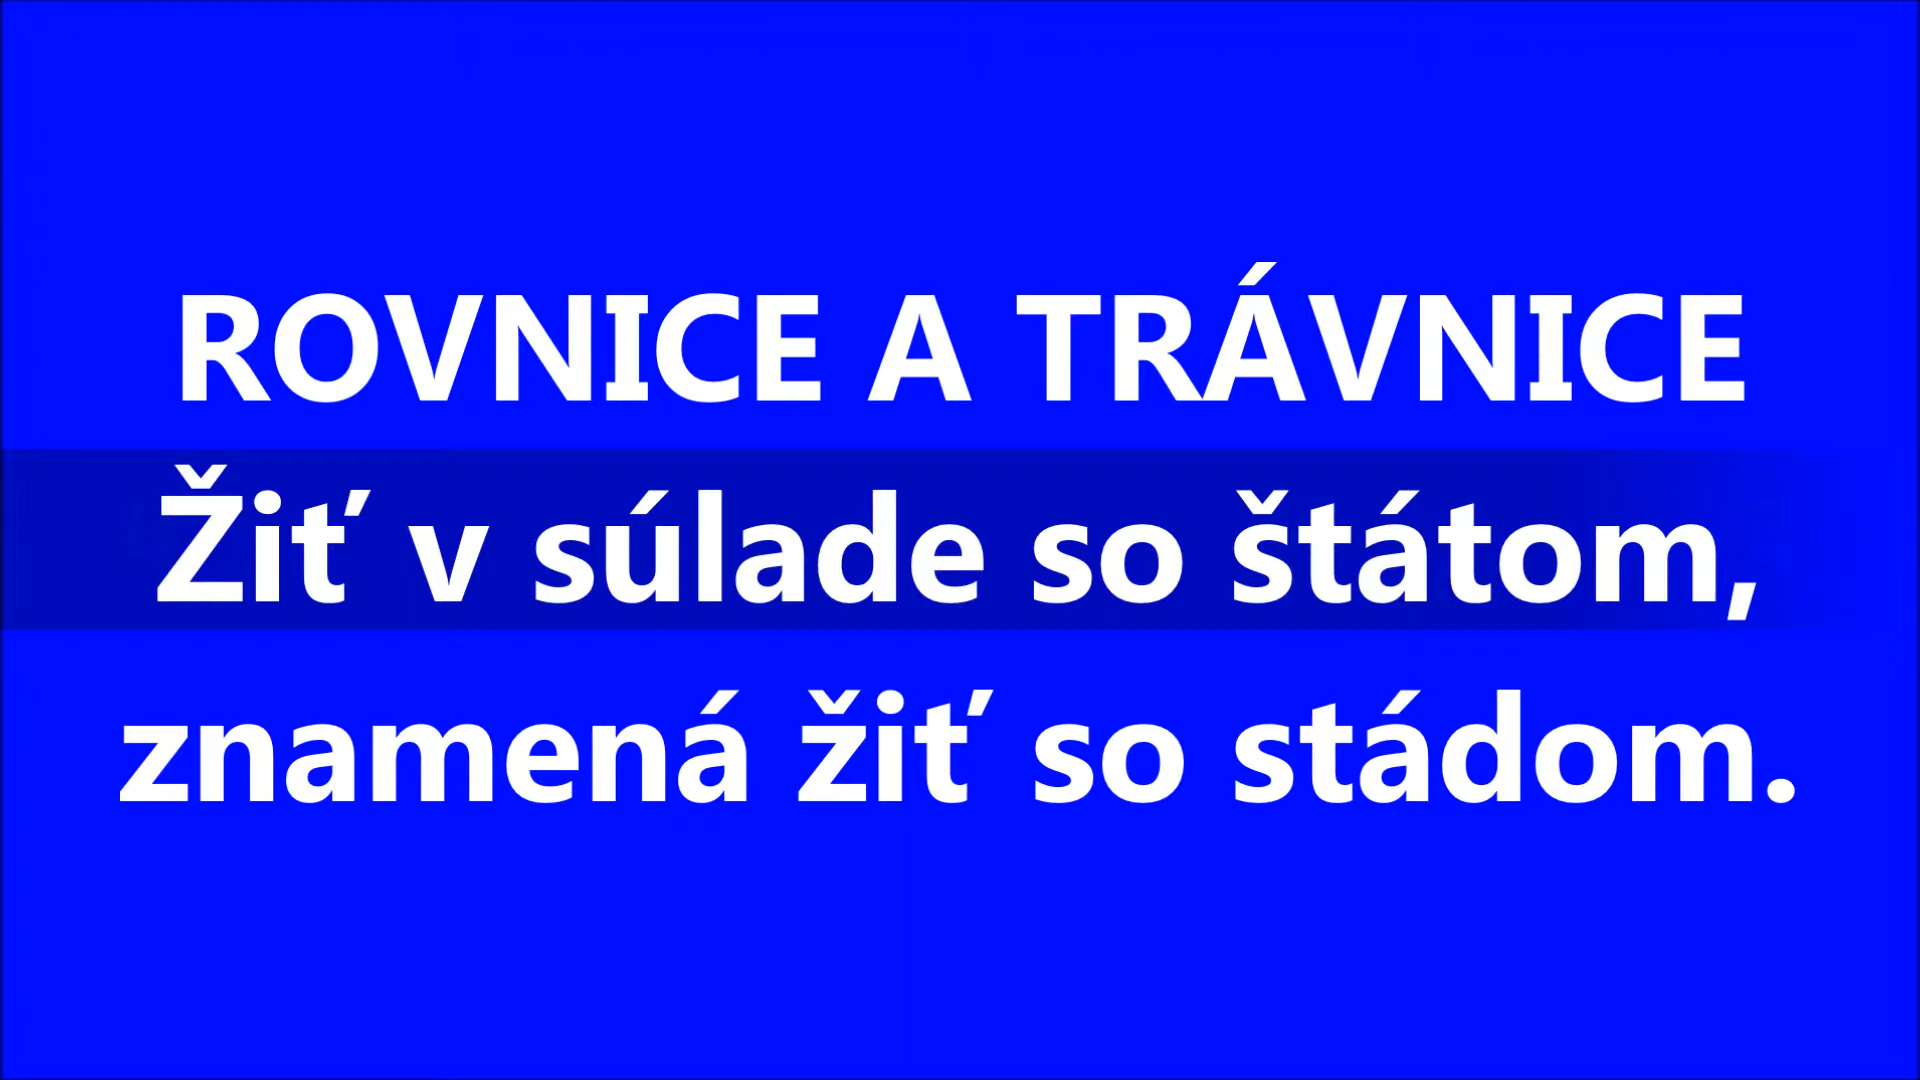 ROVNICE A TRÁVNICE
Žiť v súlade so štátom,
znamená žiť so stádom.